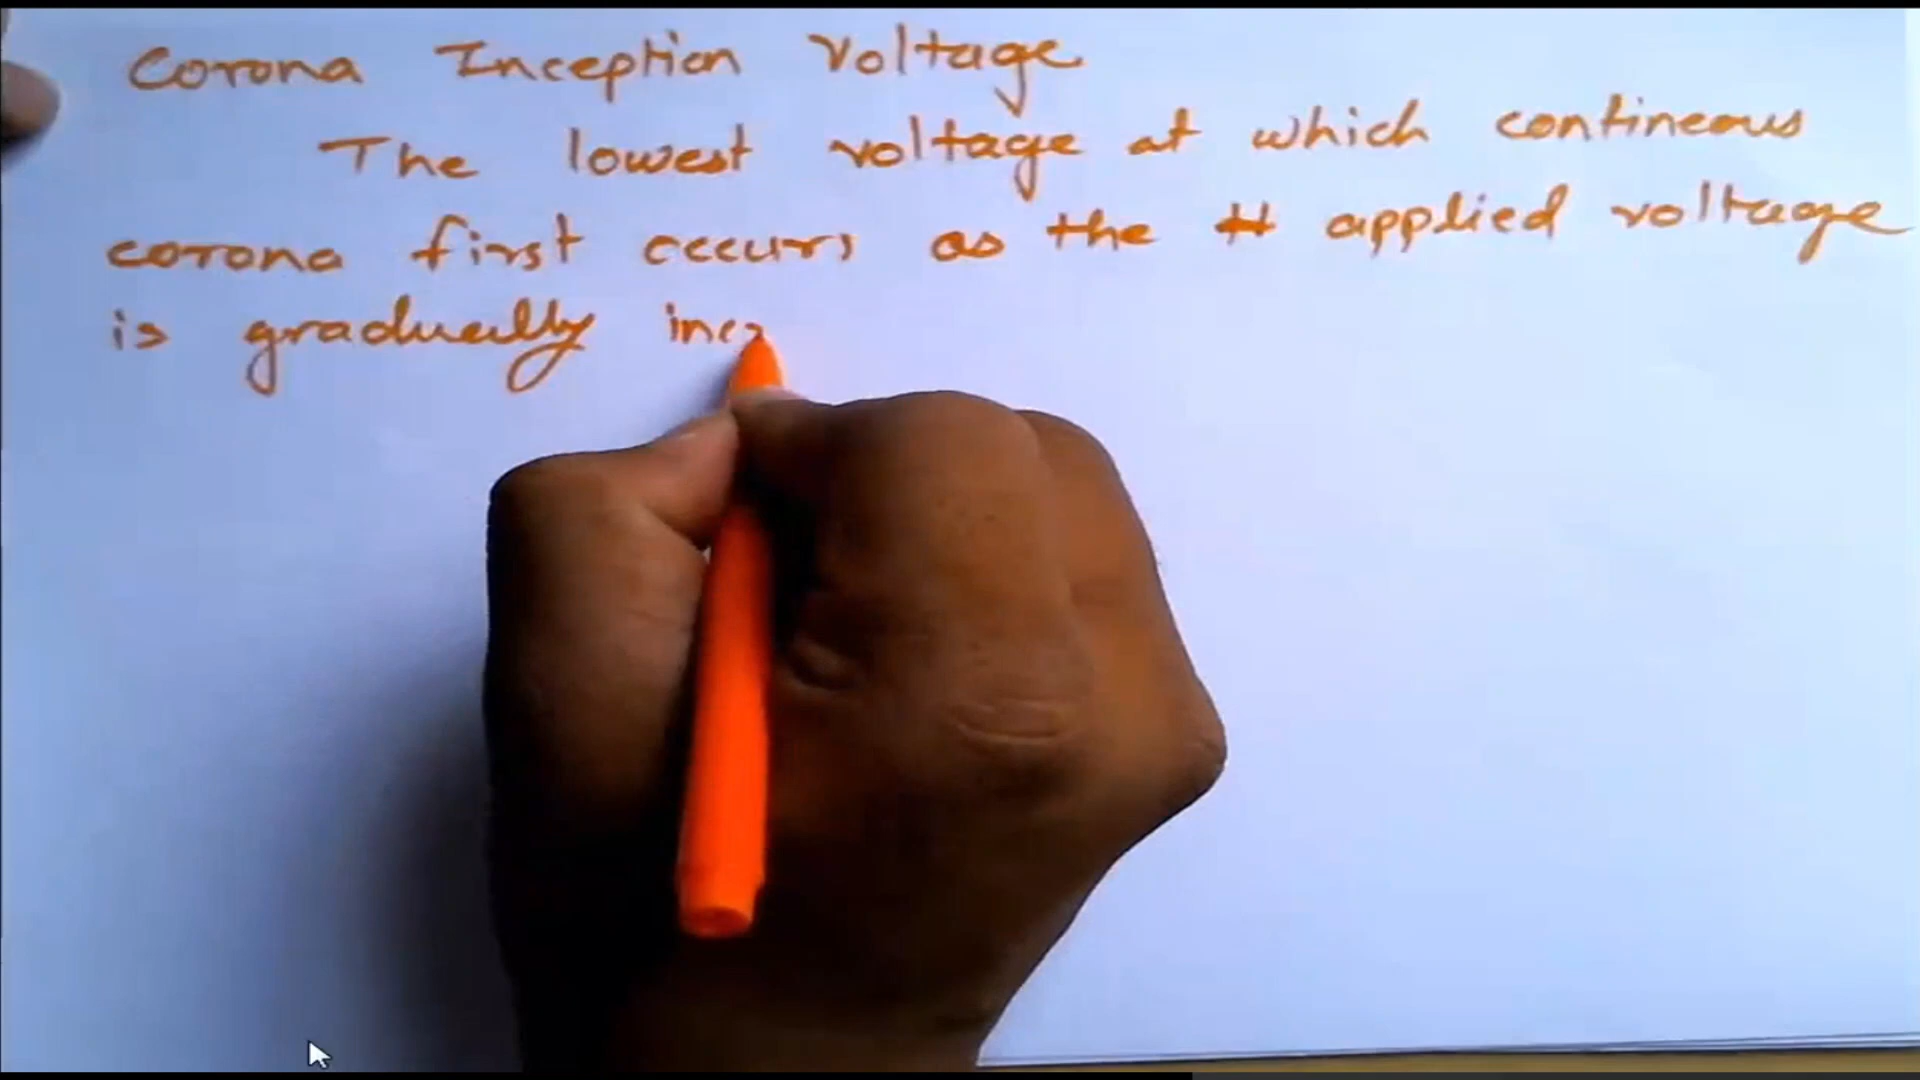 Corona Inception Voltage
The lowest voltage at which contineous
corona first occurs as the applied voltage
is gradually